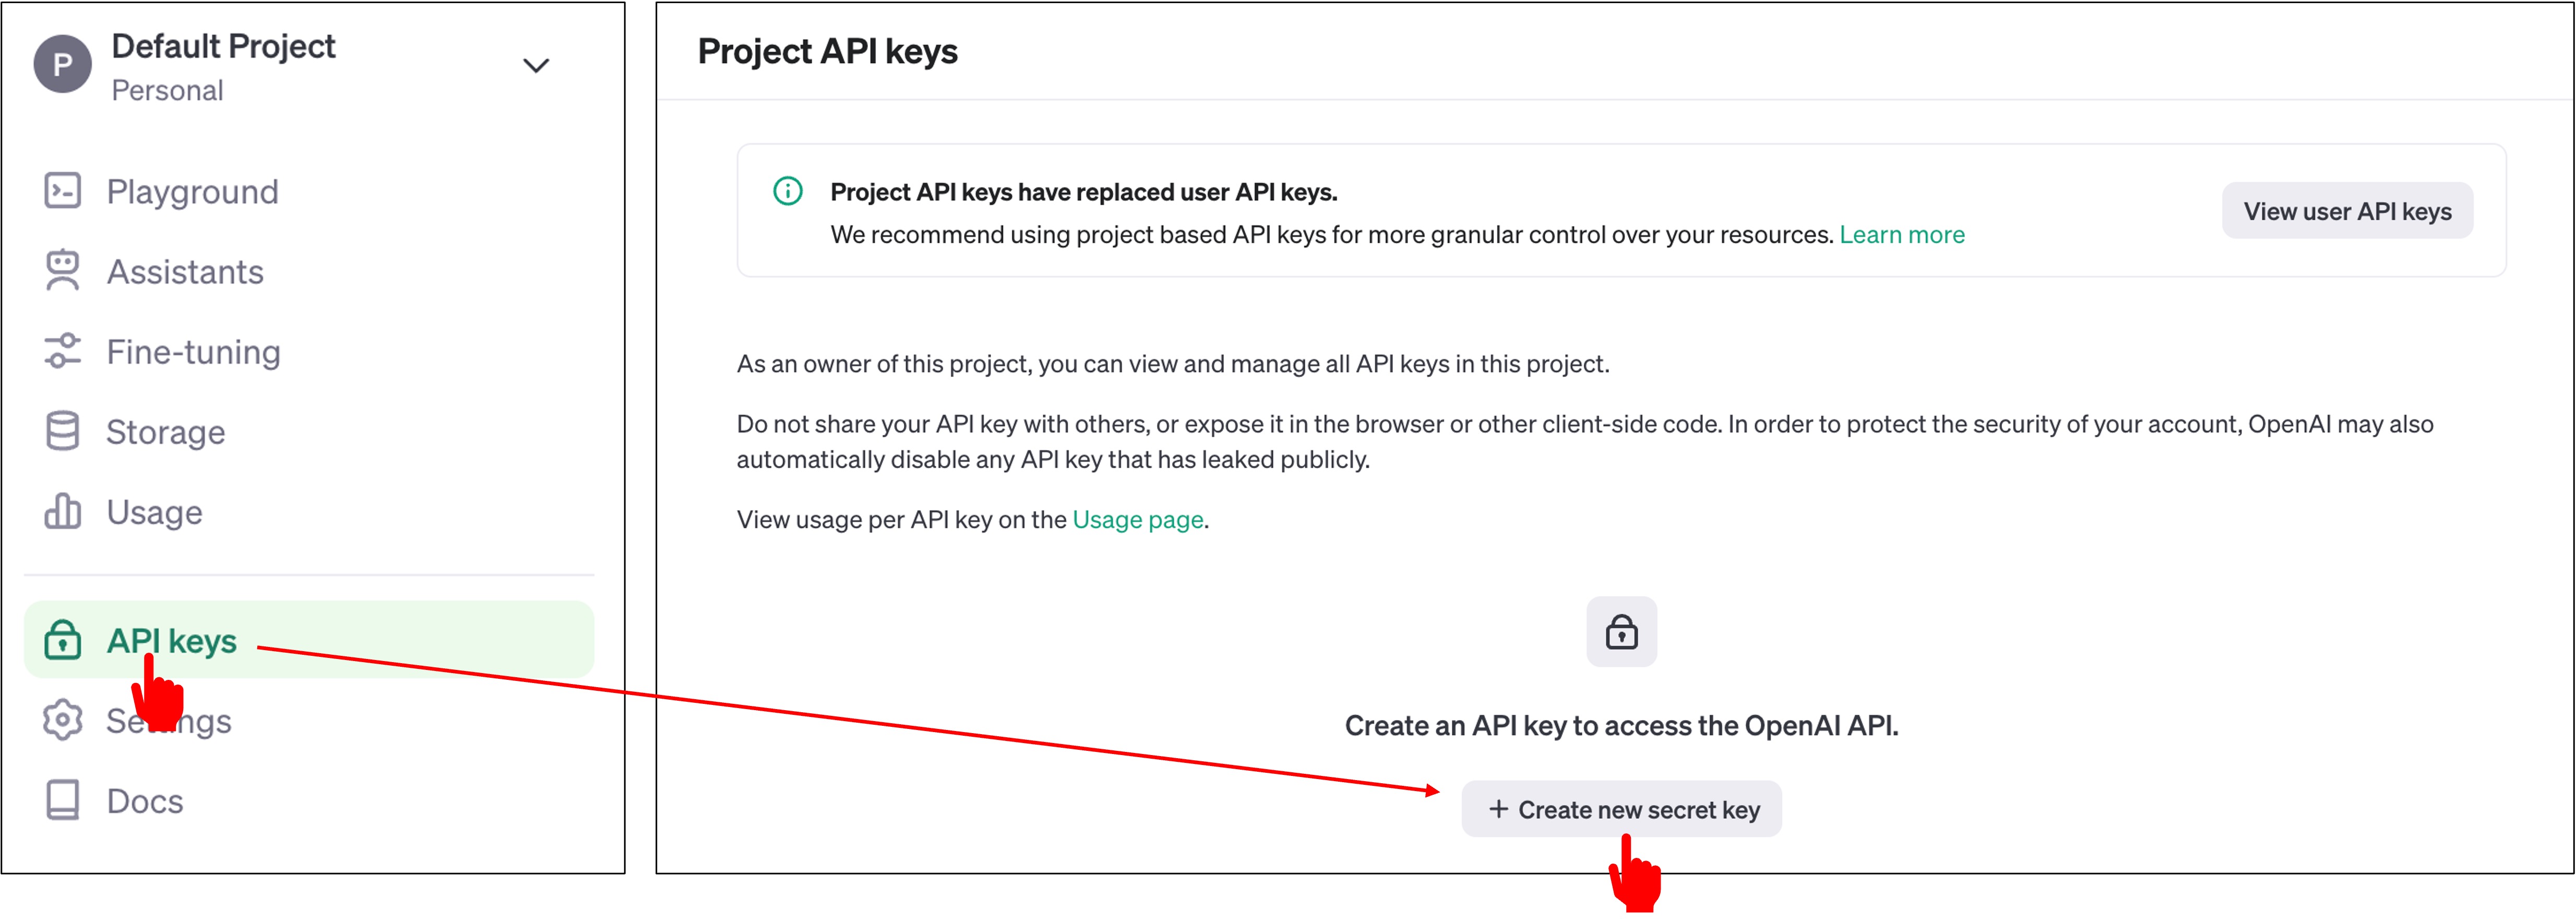 P
Default Project
Personal
Playground
Assistants
Fine-tuning
Storage
Usage
API keys
Settings
Docs
Project API keys
Project API keys have replaced user API keys.
We recommend using project based API keys for more granular control over your resources. Learn more
View user API keys
As an owner of this project, you can view and manage all API keys in this project.
Do not share your API key with others, or expose it in the browser or other client-side code. In order to protect the security of your account, OpenAI may also
automatically disable any API key that has leaked publicly.
View usage per API key on the Usage page.
Create an API key to access the OpenAI API.
+ Create new secret key